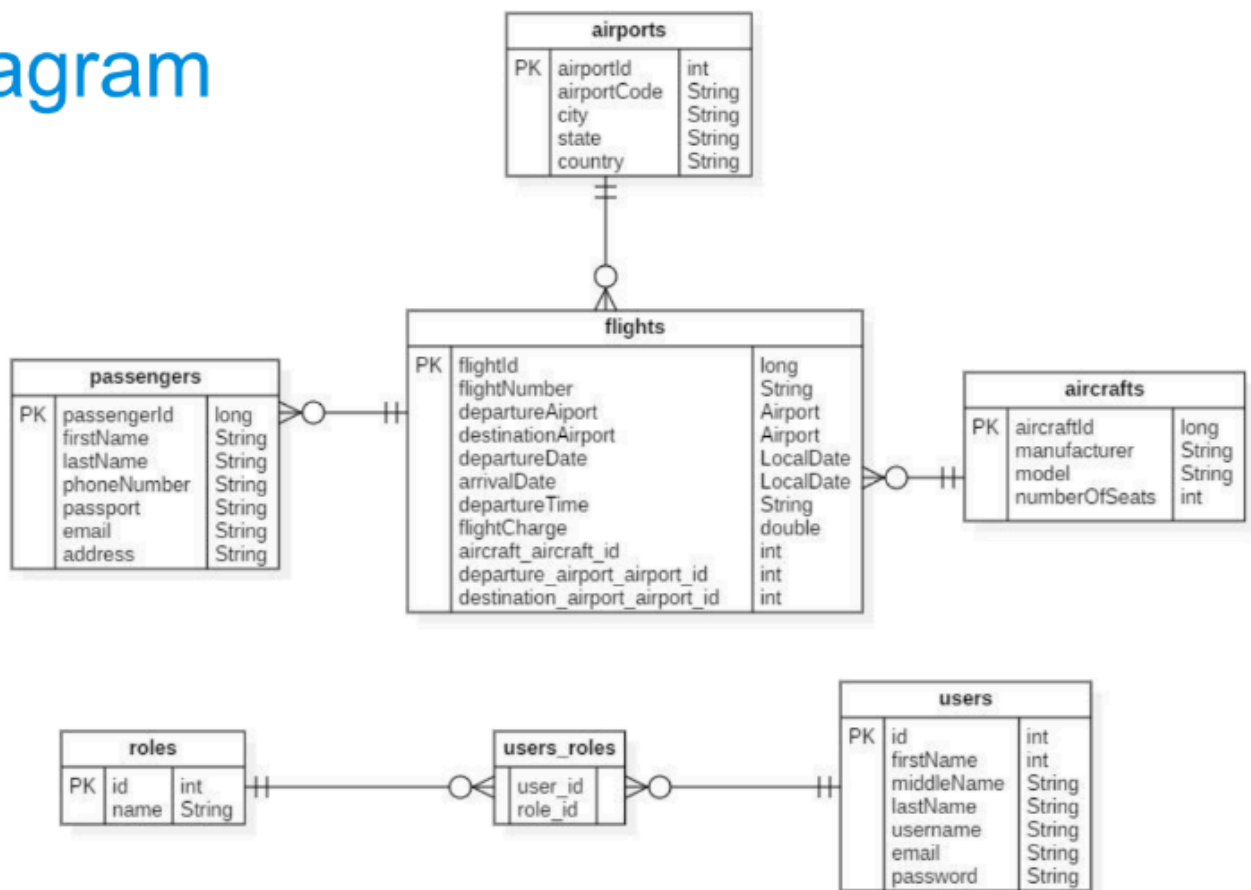 agram
airports
PK airportId int
airportCode String
city String
state String
country String
flights
PK flightId long
flightNumber String
departureAiport Airport
destinationAirport Airport
departureDate LocalDate
arrivalDate LocalDate
departureTime String
flightCharge double
aircraft_aircraft_id int
departure_airport_airport_id int
destination_airport_airport_id int
passengers
PK passengerId long
firstName String
lastName String
phoneNumber String
passport String
email String
address String
aircrafts
PK aircraftId long
manufacturer String
model String
numberOfSeats int
roles
PK id int
name String
users_roles
user_id
role_id
users
PK id int
firstName int
middleName String
lastName String
username String
email String
password String